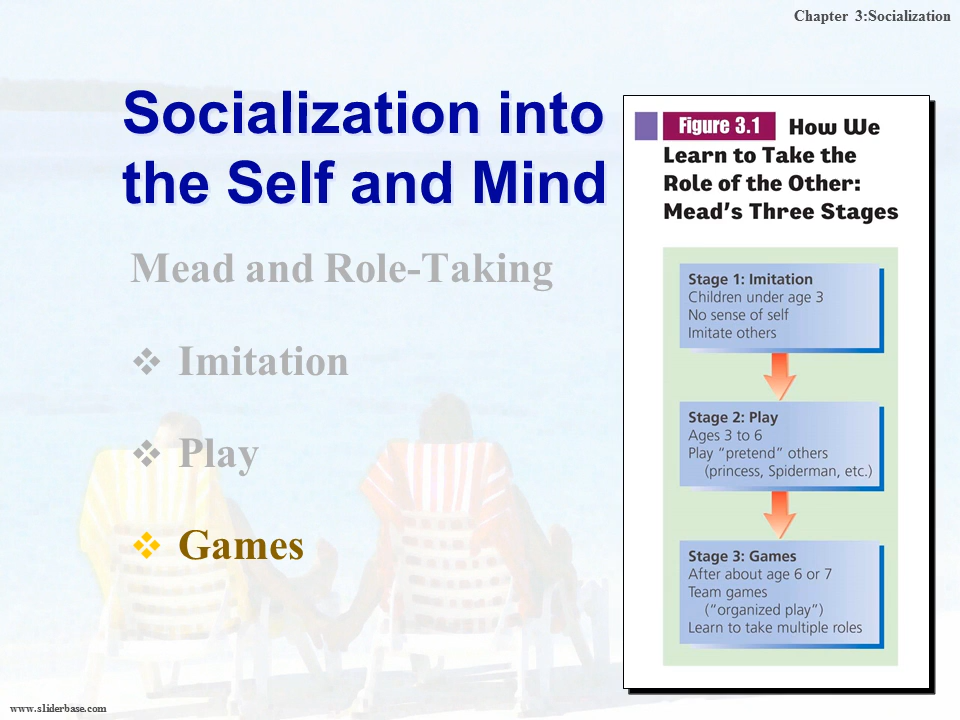 Chapter 3:Socialization
Socialization into
the Self and Mind
Mead and Role-Taking
❖ Imitation
❖ Play
❖ Games
Figure 3.1 How We
Learn to Take the
Role of the Other:
Mead's Three Stages
Stage 1: Imitation
Children under age 3
No sense of self
Imitate others
Stage 2: Play
Ages 3 to 6
Play “pretend” others
(princess, Spiderman, etc.)
Stage 3: Games
After about age 6 or 7
Team games
(“organized play”)
Learn to take multiple roles
www.sliderbase.com